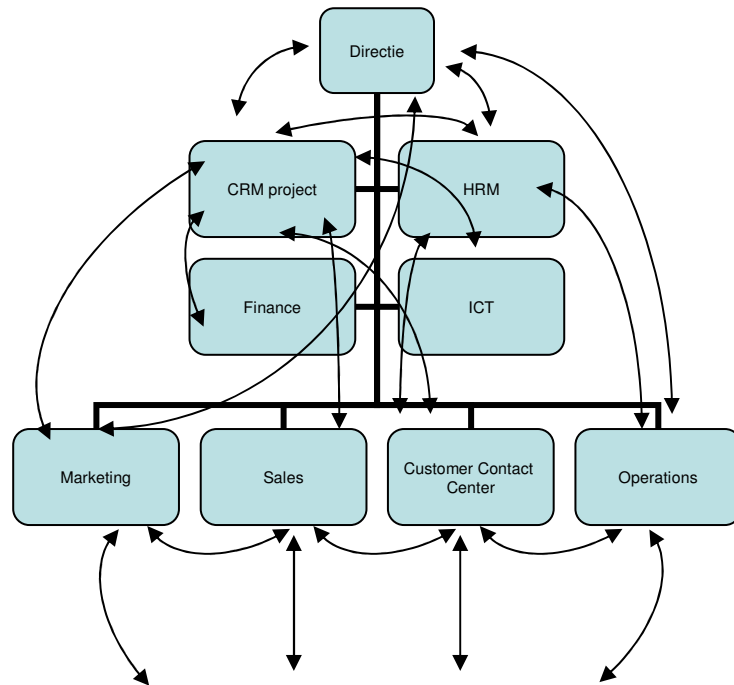 Directie
CRM project
HRM
Finance
ICT
Marketing
Sales
Customer Contact
Center
Operations